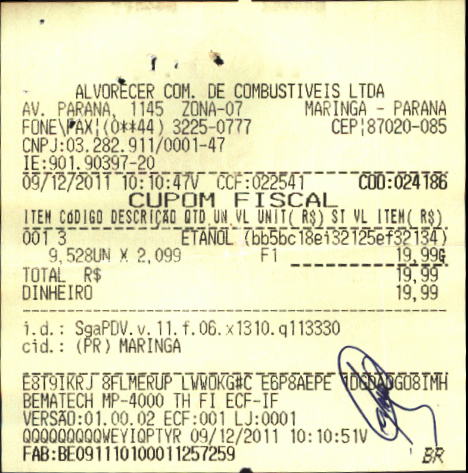 ALVORECER COM. DE COMBUSTIVEIS LTDA
AV. PARANA, 1145 ZONA-07 MARINGA - PARANA
FONE\FAX¦(0**44) 3225-0777 CEP¦87020-085
CNPJ:03.282.911/0001-47
IE:901.90397-20
09/12/2011 10:10:47V CCF:022541 COO:024186
CUPOM FISCAL
ITEM CÓDIGO DESCRIÇÃO QTD.UN.VL UNIT( R$) ST VL ITEM( R$)
001 3 ETANOL (bb5bc18e132125ef32134)
9,528UN X 2,099 F1 19,99G
TOTAL R$ 19,99
DINHEIRO 19,99
i.d.: SgaPDV.v.11.f.06.x1310.q113330
cid.: (PR) MARINGA
E8T9IKRJ 8FLMERUP LWWOKG#C E6P8AEPE
BEMATECH MP-4000 TH FI ECF-IF
VERSÃO:01.00.02 ECF:001 LJ:0001
QQQQQQQQQWEYIQPTYR 09/12/2011 10:10:51V
FAB:BE091110100011257259 BR